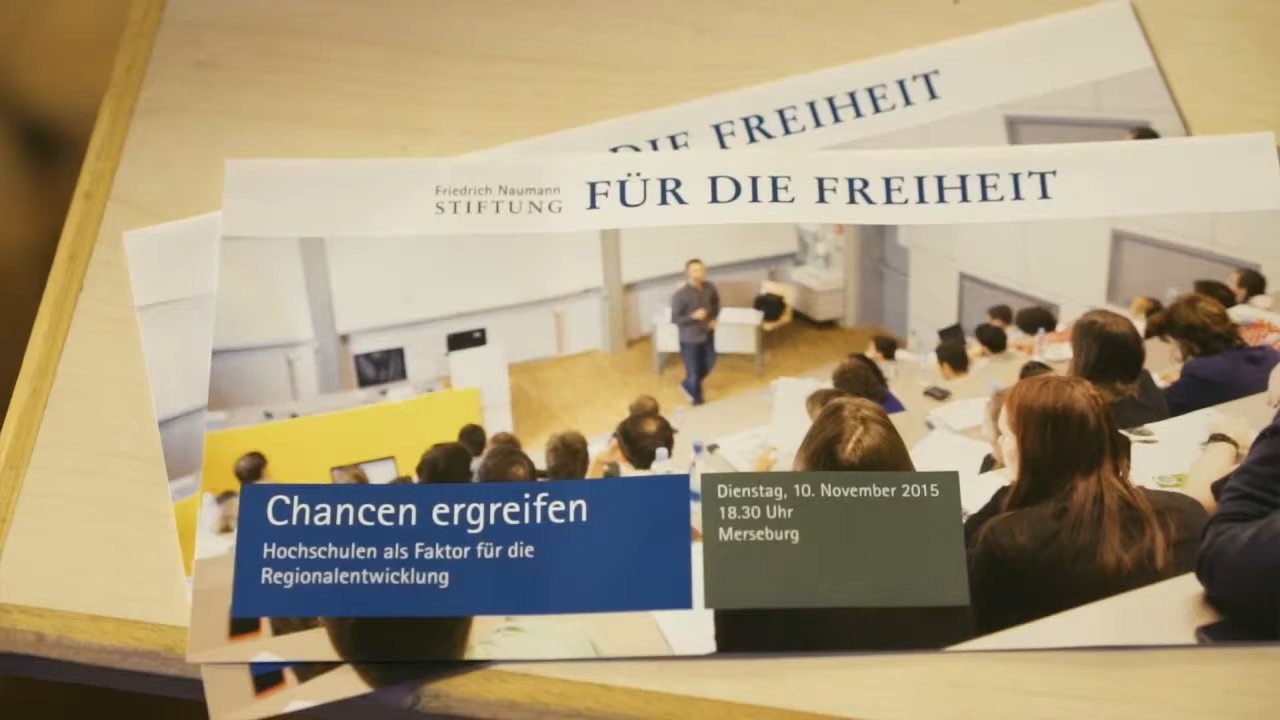 DIE FREIHEIT
Friedrich Naumann
STIFTUNG FÜR DIE FREIHEIT
Chancen ergreifen
Hochschulen als Faktor für die
Regionalentwicklung
Dienstag, 10. November 2015
18.30 Uhr
Merseburg